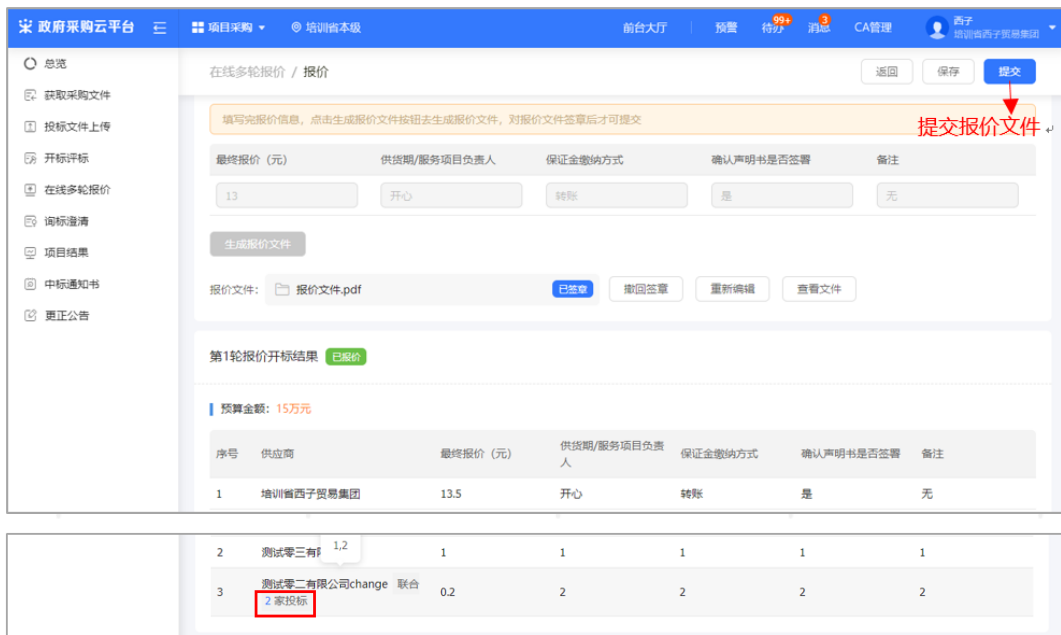 政府采购云平台 项目采购 培训省本级 前台大厅 预警 待办 99+ 消息 3 CA管理 西子
培训省西子贸易集团
总览
获取采购文件
投标文件上传
开标评标
在线多轮报价
询标澄清
项目结果
中标通知书
更正公告
在线多轮报价 / 报价 返回 保存 提交
提交报价文件
填写完报价信息，点击生成报价文件按钮去生成报价文件，对报价文件签章后才可提交
最终报价（元） 供货期/服务项目负责人 保证金缴纳方式 确认声明书是否签署 备注
13 开心 转账 是 无
生成报价文件
报价文件: 报价文件.pdf 已签章 撤回签章 重新编辑 查看文件
第1轮报价开标结果 已报价
预算金额: 15万元
序号 供应商 最终报价（元） 供货期/服务项目负责人 保证金缴纳方式 确认声明书是否签署 备注
1 培训省西子贸易集团 13.5 开心 转账 是 无
1,2
2 测试零三有 1 1 1 1 1
3 测试零二有限公司change 联合 0.2 2 2 2 2
2 家投标